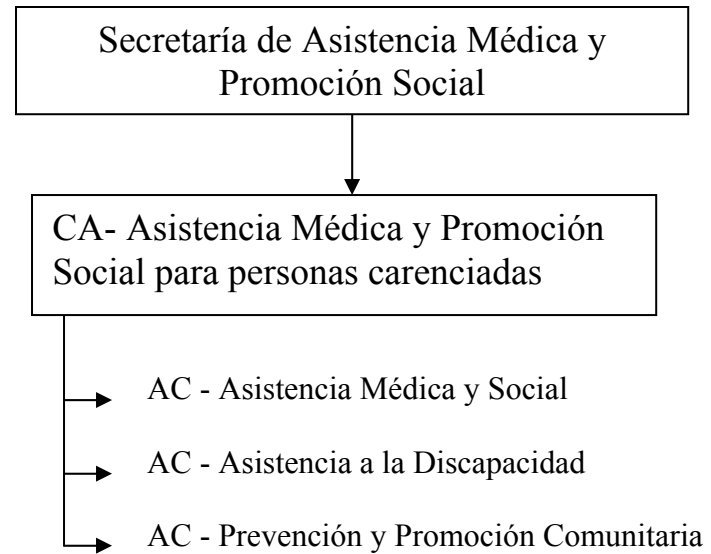 Secretaría de Asistencia Médica y
Promoción Social
CA- Asistencia Médica y Promoción
Social para personas carenciadas
AC - Asistencia Médica y Social
AC - Asistencia a la Discapacidad
AC - Prevención y Promoción Comunitaria